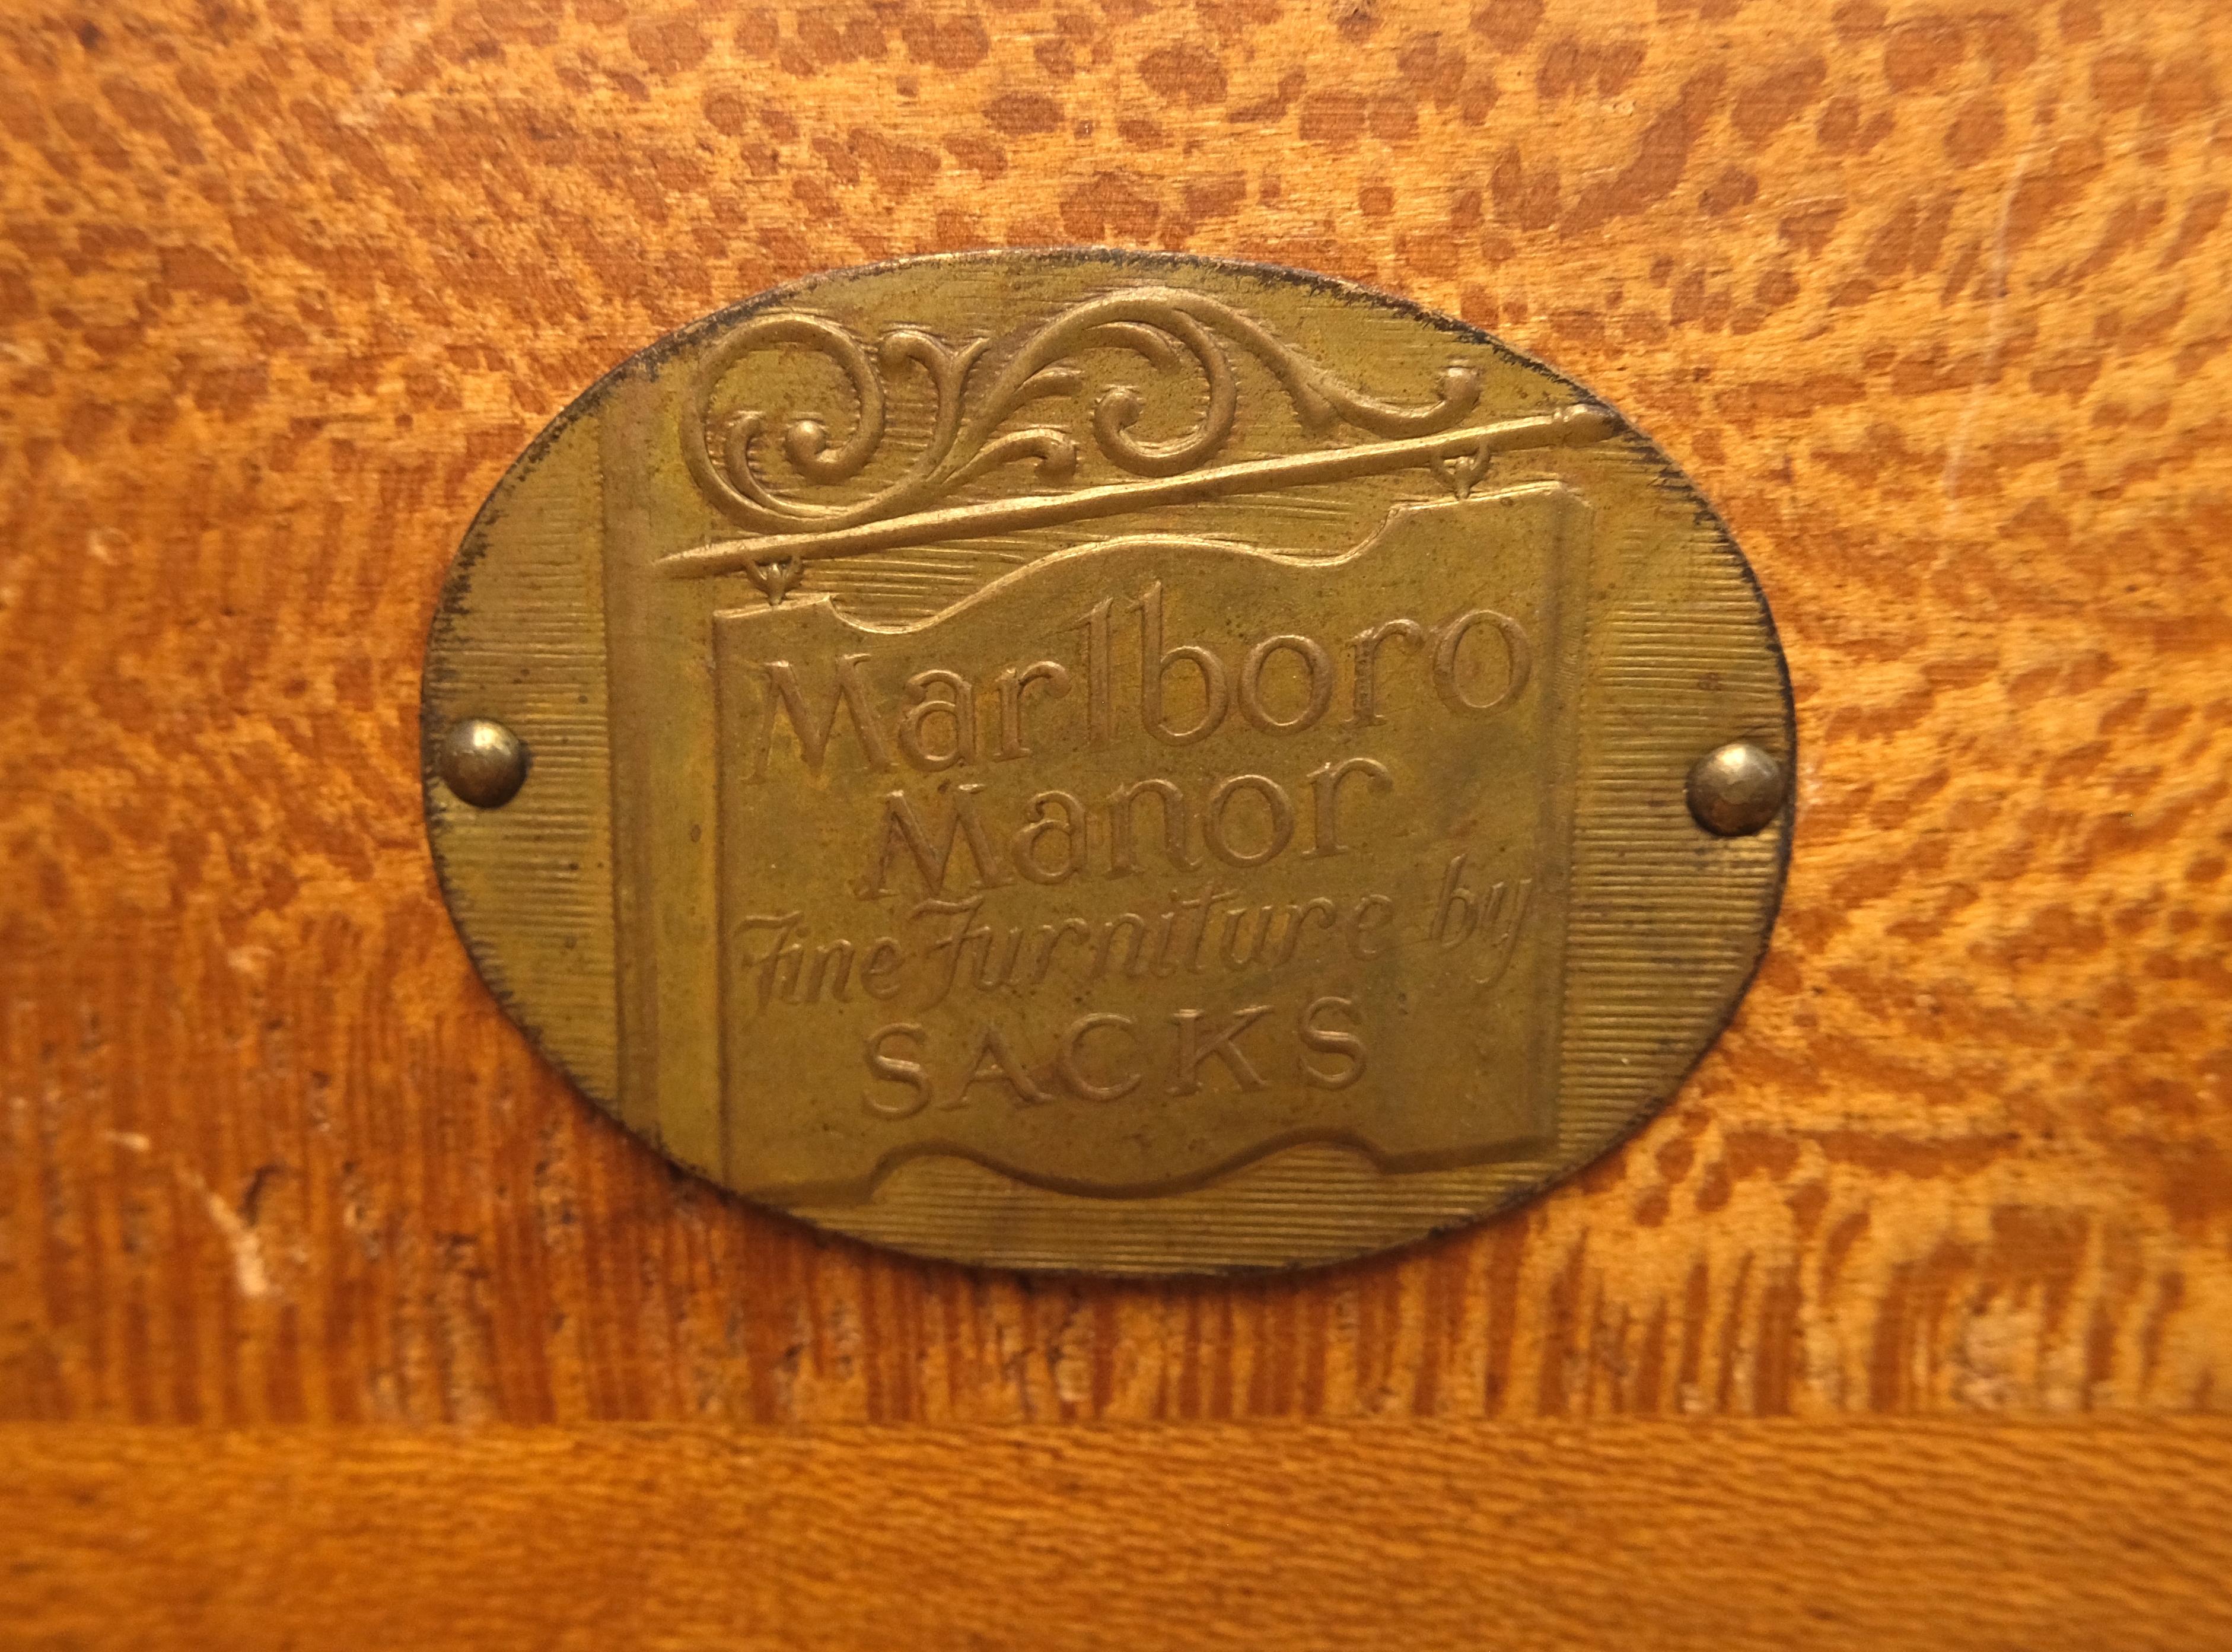 Marlboro
Manor
Fine Furniture by
SACKS